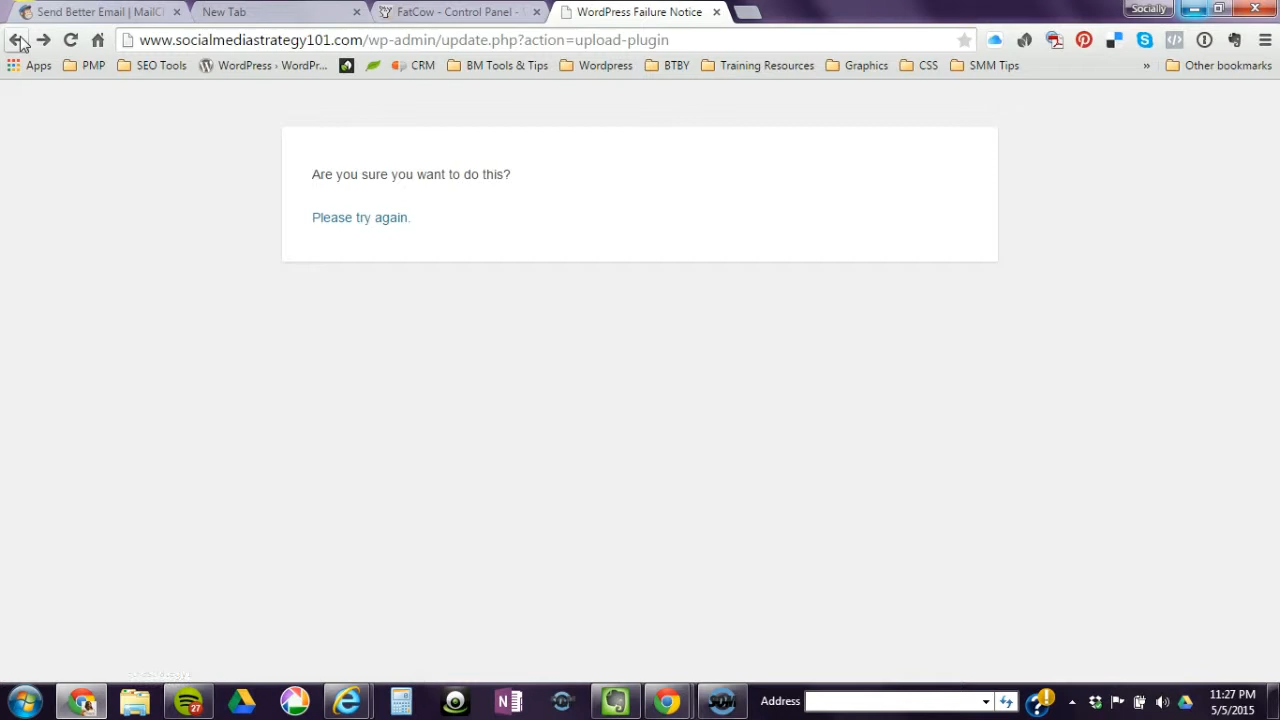 Send Better Email | MailCl
New Tab
FatCow - Control Panel -
WordPress Failure Notice
Socially
www.socialmediastrategy101.com/wp-admin/update.php?action=upload-plugin
Apps
PMP
SEO Tools
WordPress › WordPr...
CRM
BM Tools & Tips
Wordpress
BTBY
Training Resources
Graphics
CSS
SMM Tips
»
Other bookmarks
Are you sure you want to do this?
Please try again.
27
Address
11:27 PM
5/5/2015